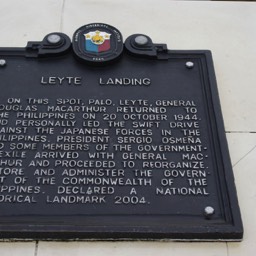 LEYTE LANDING
ON THIS SPOT, PALO, LEYTE, GENERAL
DOUGLAS MACARTHUR RETURNED TO
THE PHILIPPINES ON 20 OCTOBER 1944,
AND PERSONALLY LED THE SWIFT DRIVE
AGAINST THE JAPANESE FORCES IN THE
PHILIPPINES. PRESIDENT SERGIO OSMEÑA
AND SOME MEMBERS OF THE GOVERNMENT-
EXILE ARRIVED WITH GENERAL MAC-
ARTHUR AND PROCEEDED TO REORGANIZE,
RESTORE AND ADMINISTER THE GOVERN-
MENT OF THE COMMONWEALTH OF THE
PHILIPPINES. DECLARED A NATIONAL
HISTORICAL LANDMARK 2004.